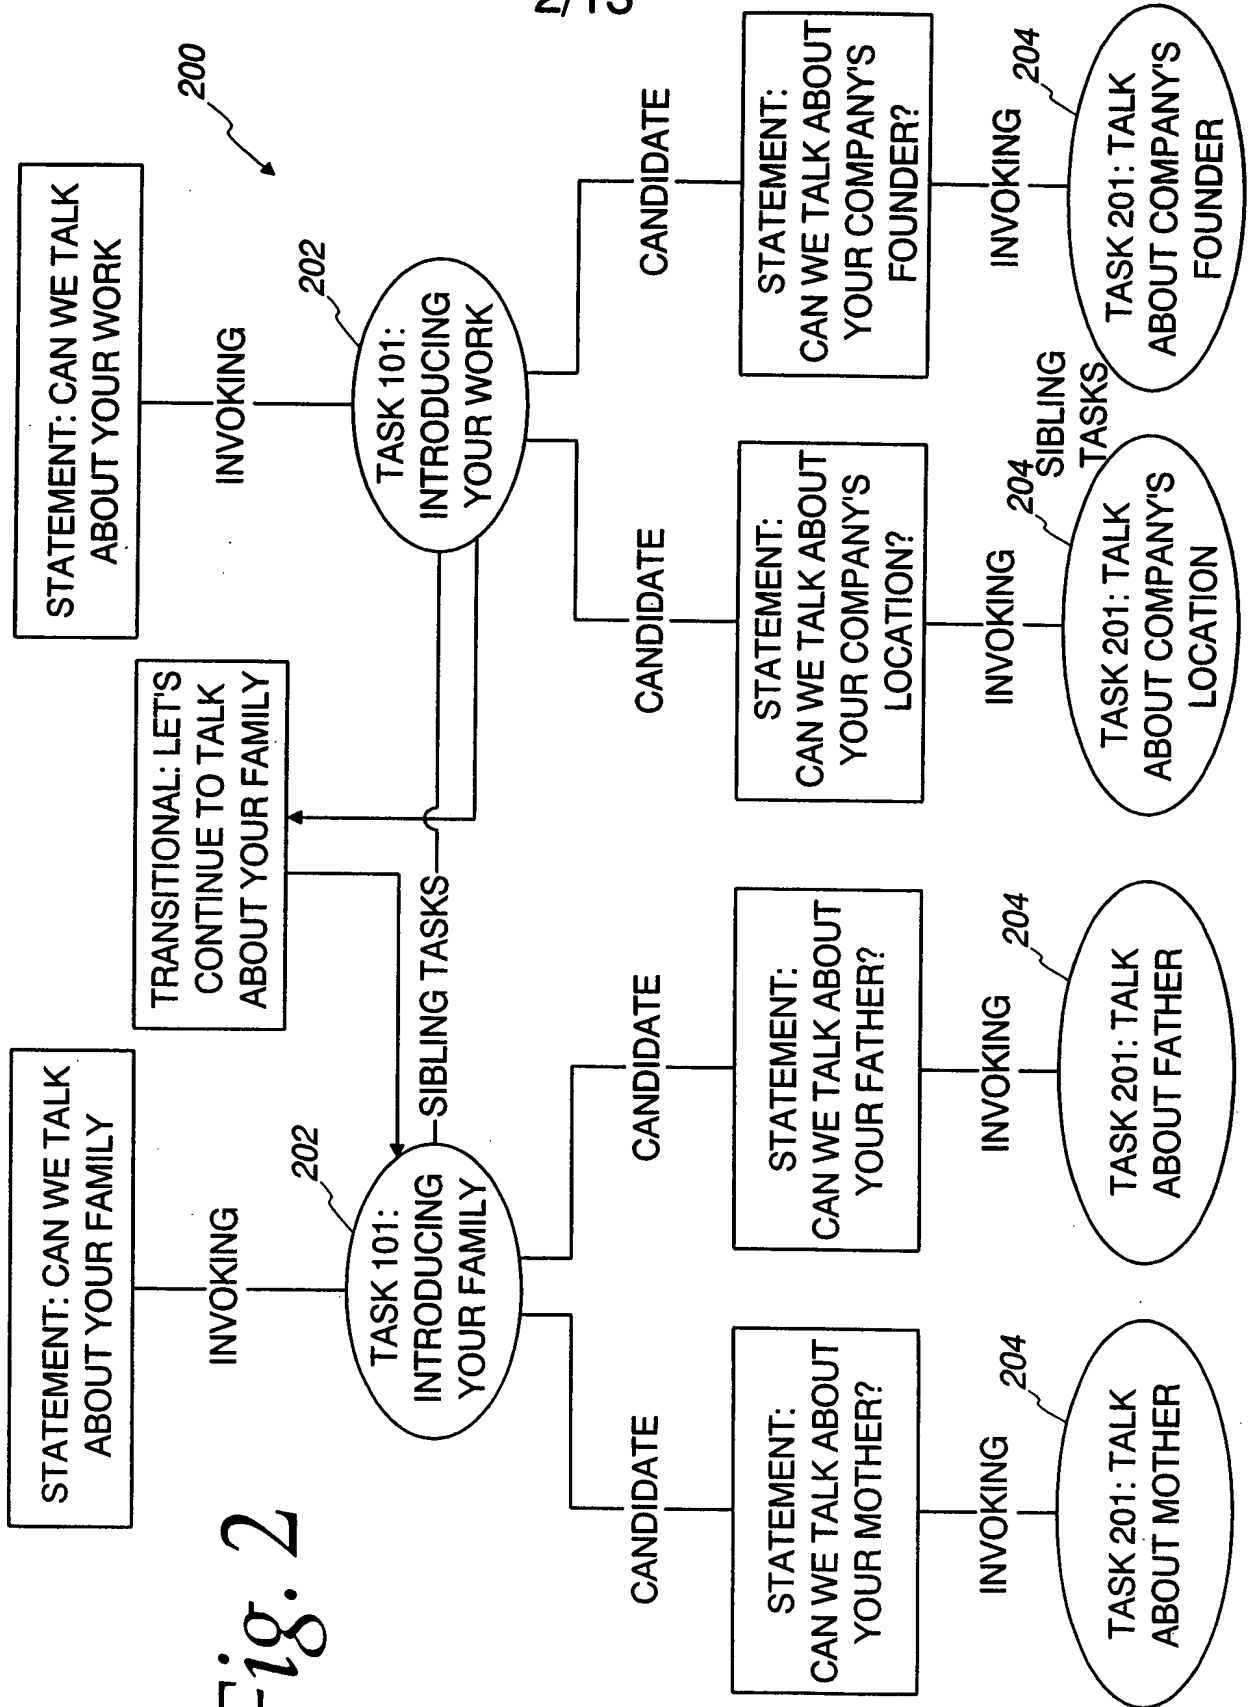 2/13
Fig. 2
200
STATEMENT: CAN WE TALK
ABOUT YOUR FAMILY
STATEMENT: CAN WE TALK
ABOUT YOUR WORK
TRANSITIONAL: LET'S
CONTINUE TO TALK
ABOUT YOUR FAMILY
INVOKING
INVOKING
202
202
TASK 101:
INTRODUCING
YOUR FAMILY
SIBLING TASKS
TASK 101:
INTRODUCING
YOUR WORK
CANDIDATE
CANDIDATE
CANDIDATE
CANDIDATE
STATEMENT:
CAN WE TALK ABOUT
YOUR MOTHER?
STATEMENT:
CAN WE TALK ABOUT
YOUR FATHER?
STATEMENT:
CAN WE TALK ABOUT
YOUR COMPANY'S
LOCATION?
STATEMENT:
CAN WE TALK ABOUT
YOUR COMPANY'S
FOUNDER?
INVOKING
INVOKING
INVOKING
INVOKING
204
204
204
204
SIBLING
TASKS
TASK 201: TALK
ABOUT MOTHER
TASK 201: TALK
ABOUT FATHER
TASK 201: TALK
ABOUT COMPANY'S
LOCATION
TASK 201: TALK
ABOUT COMPANY'S
FOUNDER